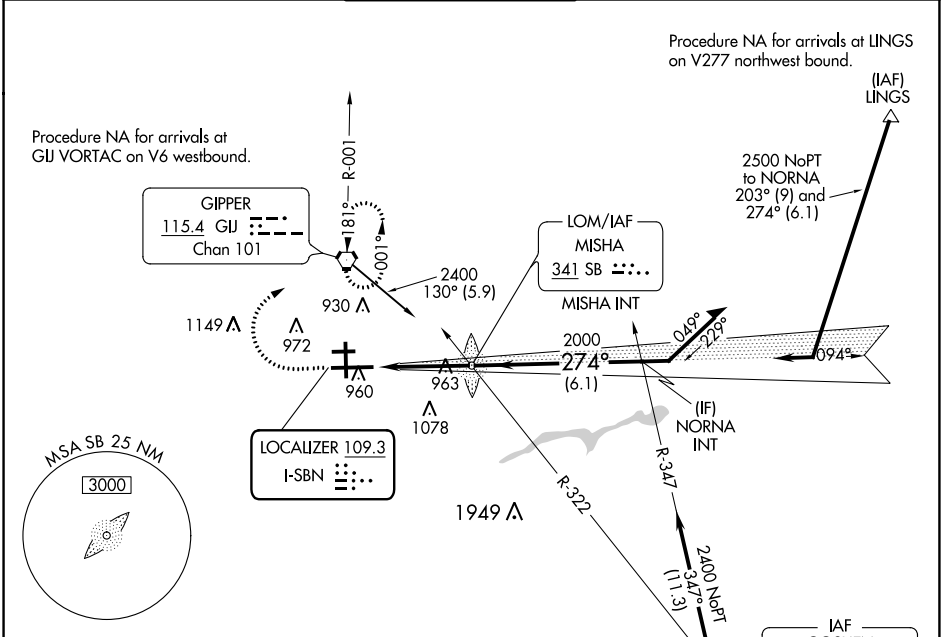 Procedure NA for arrivals at LINGS
on V277 northwest bound.
(IAF)
LINGS
Procedure NA for arrivals at
GIJ VORTAC on V6 westbound.
R-001
181°
001°
2500 NoPT
to NORNA
203° (9) and
274° (6.1)
GIPPER
115.4 GIJ
Chan 101
LOM/IAF
MISHA
341 SB
MISHA INT
2400
130° (5.9)
930
1149
972
2000
274°
(6.1)
049°
229°
094°
963
960
1078
(IF)
NORNA
INT
LOCALIZER 109.3
I-SBN
MSA SB 25 NM
3000
R-347
R-322
1949
2400 NoPT
347°
(11.3)
IAF